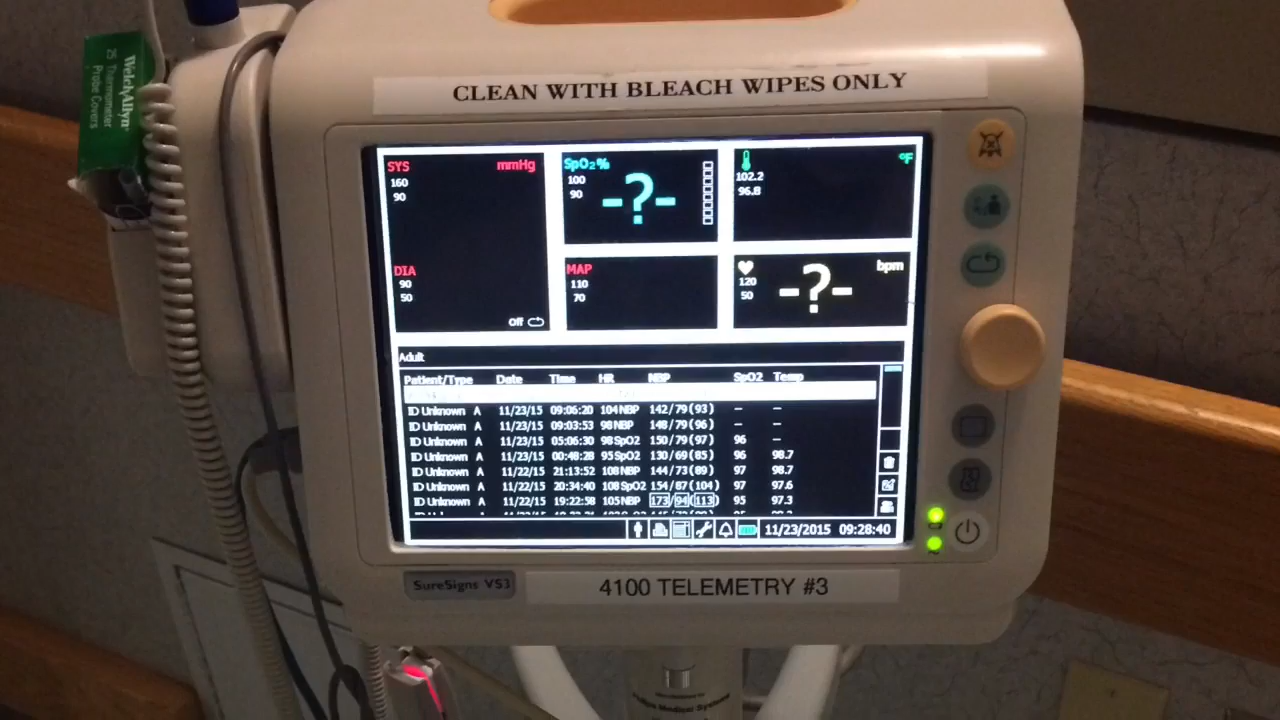 WelchAllyn
25 Thermometer
Probe Covers
CLEAN WITH BLEACH WIPES ONLY
SYS mmHg
160
90
DIA
90
50
Off
SpO₂%
100
90
-?-
MAP
110
70
°F
102.2
96.8
bpm
120
50
-?-
Adult
Patient/Type Date Time HR NBP SpO2 Temp
ID Unknown A 11/23/15 09:06:20 104 NBP 142/79(93) -- --
ID Unknown A 11/23/15 09:03:53 98 NBP 148/79(96) -- --
ID Unknown A 11/23/15 05:06:30 98 SpO2 150/79(97) 96 --
ID Unknown A 11/23/15 00:48:28 95 SpO2 130/69(85) 96 98.7
ID Unknown A 11/22/15 21:13:52 108 NBP 144/73(89) 97 98.7
ID Unknown A 11/22/15 20:34:40 108 SpO2 154/87(104) 97 97.6
ID Unknown A 11/22/15 19:22:58 105 NBP 173/94(113) 95 97.3
11/23/2015 09:28:40
SureSigns VS3
4100 TELEMETRY #3
Medical Systems